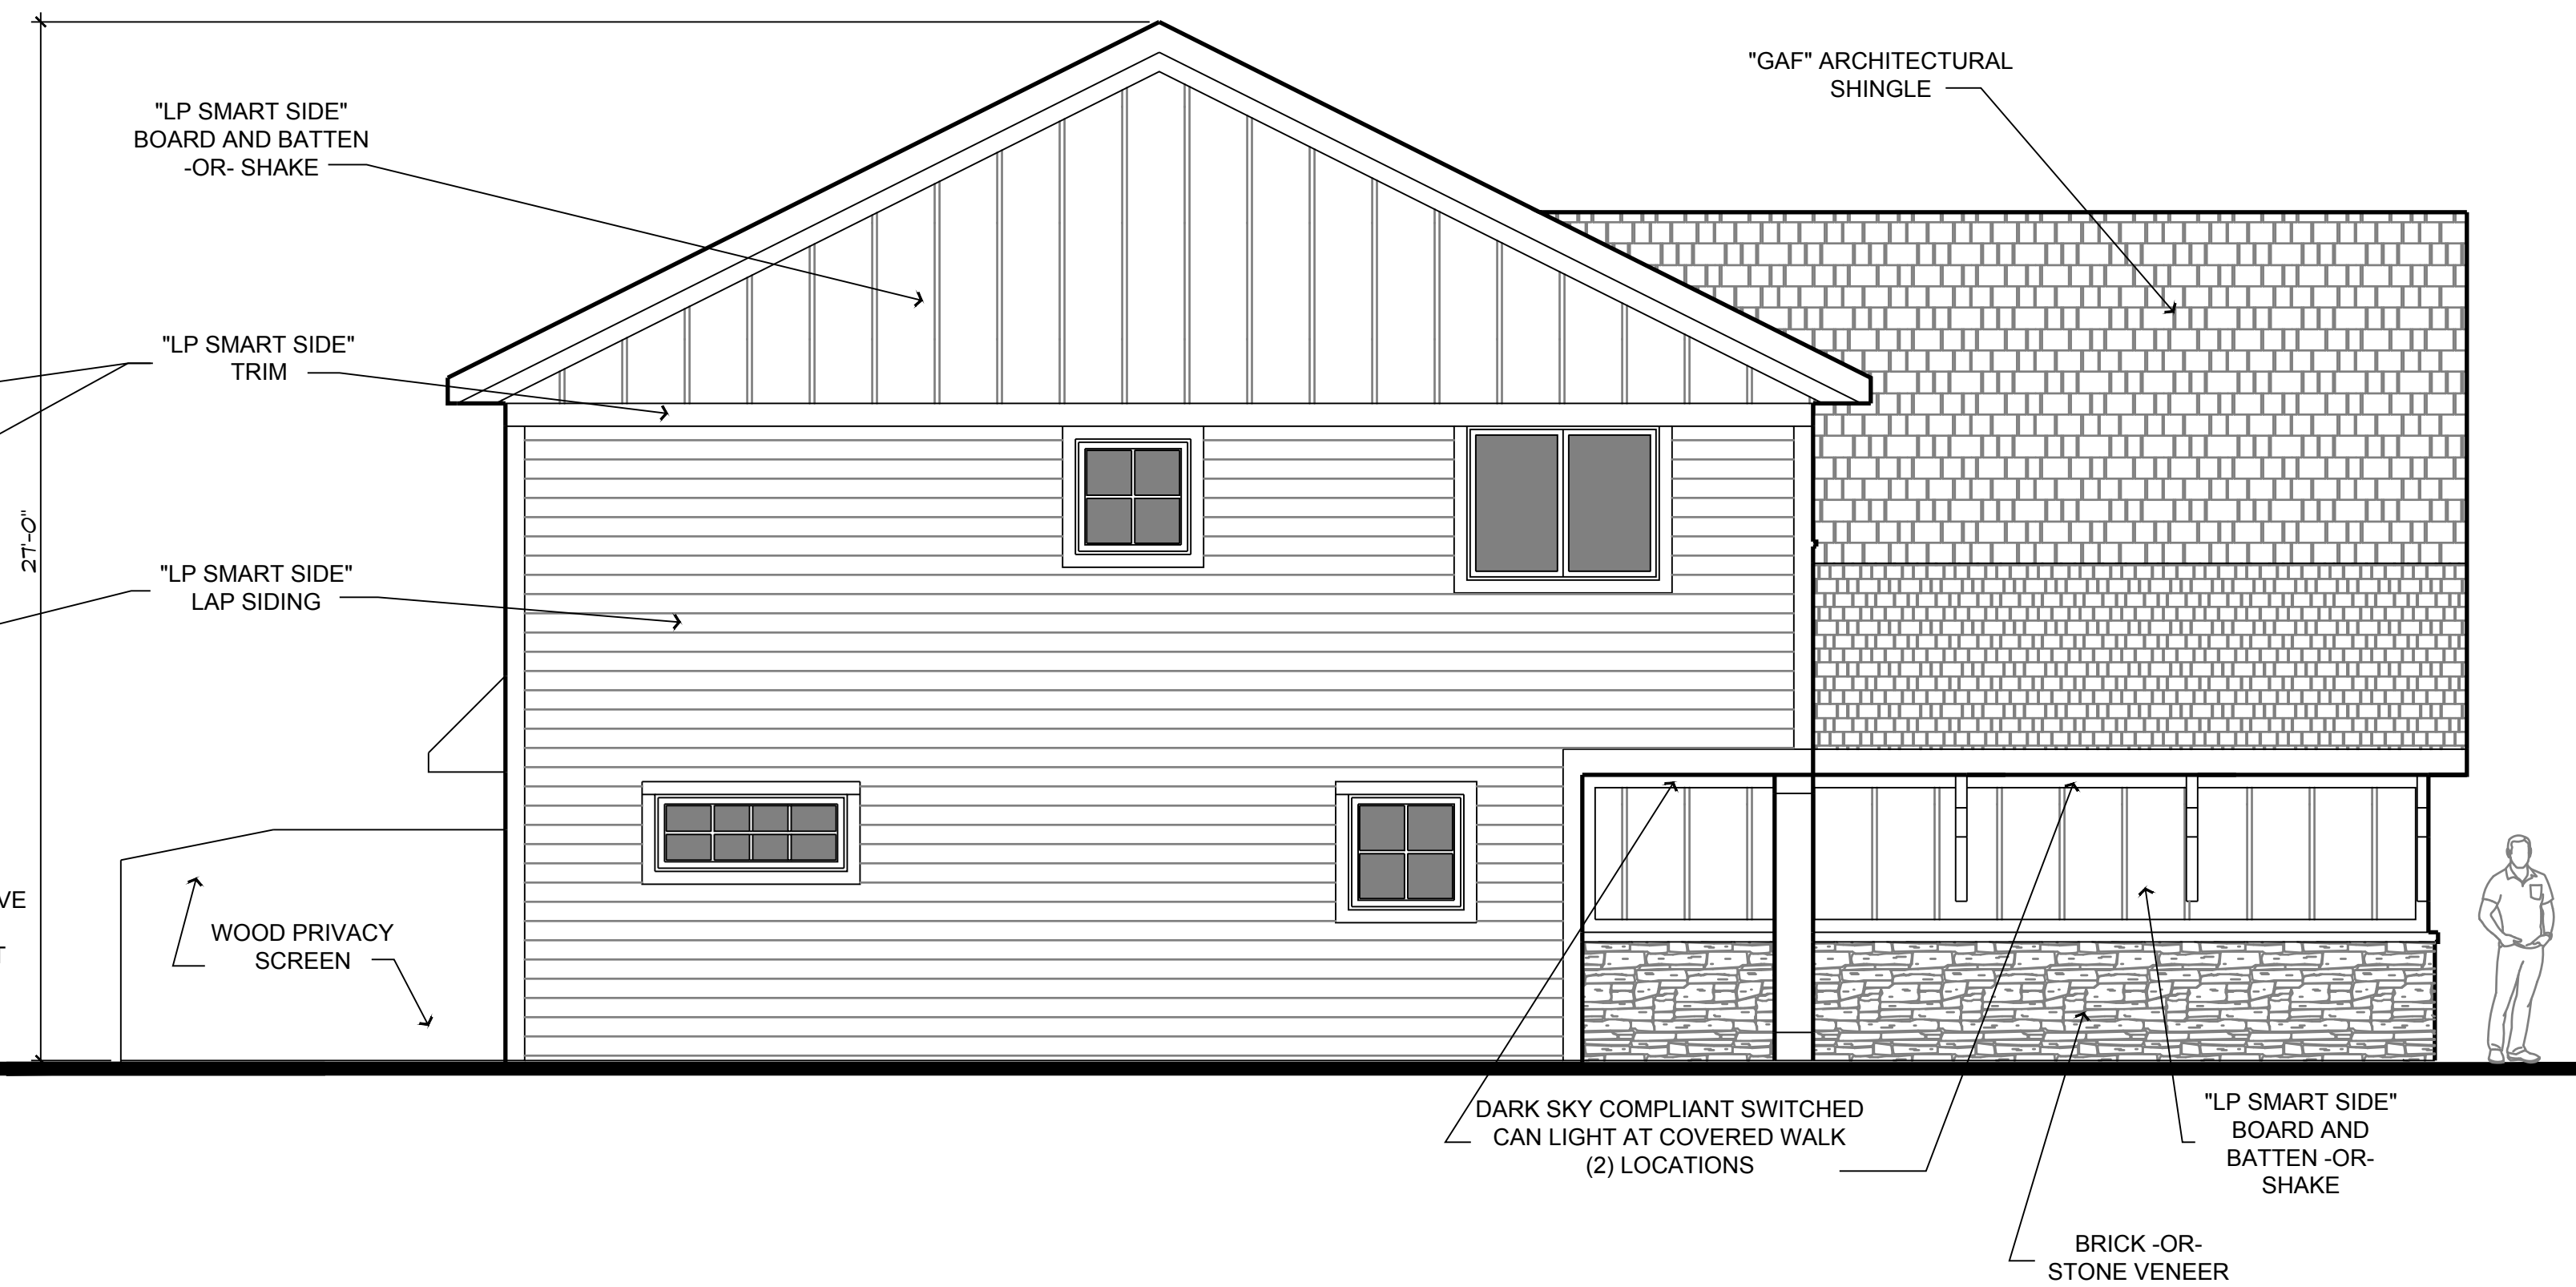 "GAF" ARCHITECTURAL
SHINGLE
"LP SMART SIDE"
BOARD AND BATTEN
-OR- SHAKE
"LP SMART SIDE"
TRIM
27'-0"
"LP SMART SIDE"
LAP SIDING
VE
T
WOOD PRIVACY
SCREEN
DARK SKY COMPLIANT SWITCHED
CAN LIGHT AT COVERED WALK
(2) LOCATIONS
"LP SMART SIDE"
BOARD AND
BATTEN -OR-
SHAKE
BRICK -OR-
STONE VENEER